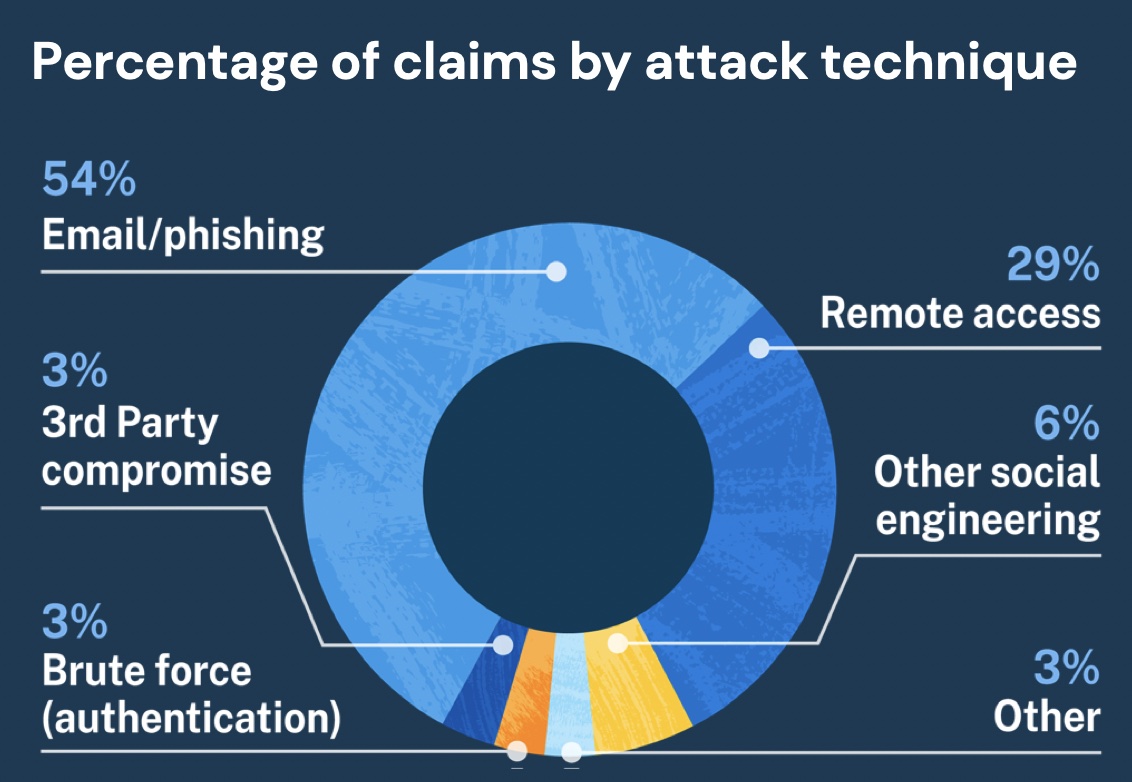 Percentage of claims by attack technique
54%
Email/phishing
29%
Remote access
3%
3rd Party
compromise
6%
Other social
engineering
3%
Brute force
(authentication)
3%
Other